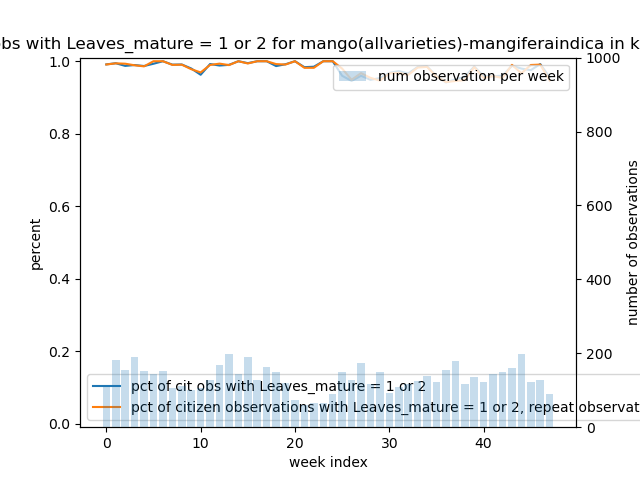 obs with Leaves_mature = 1 or 2 for mango(allvarieties)-mangiferaindica in k
1.0
0.8
0.6
0.4
0.2
0.0
percent
1000
800
600
400
200
0
number of observations
num observation per week
pct of cit obs with Leaves_mature = 1 or 2
pct of citizen observations with Leaves_mature = 1 or 2, repeat observat
0
10
20
30
40
week index